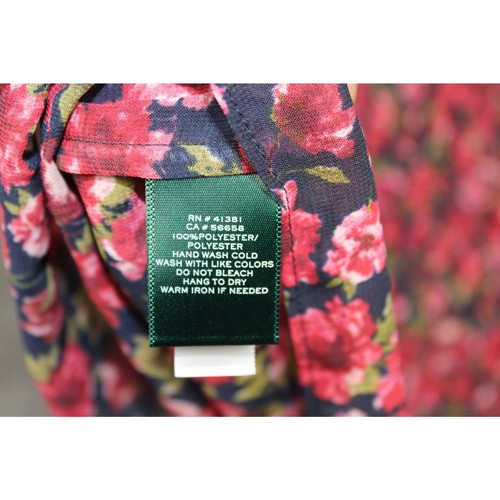 RN # 41381
CA # 56658
100%POLYESTER/
POLYESTER
HAND WASH COLD
WASH WITH LIKE COLORS
DO NOT BLEACH
HANG TO DRY
WARM IRON IF NEEDED